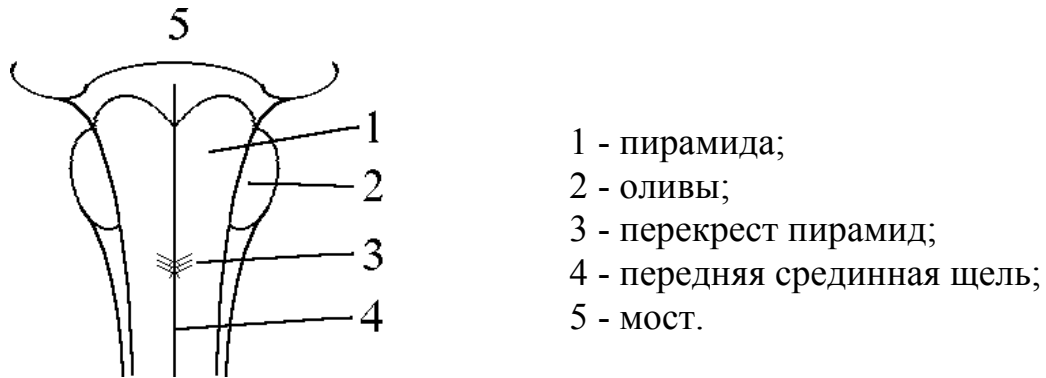 5
1
2
3
4
1 - пирамида;
2 - оливы;
3 - перекрест пирамид;
4 - передняя срединная щель;
5 - мост.